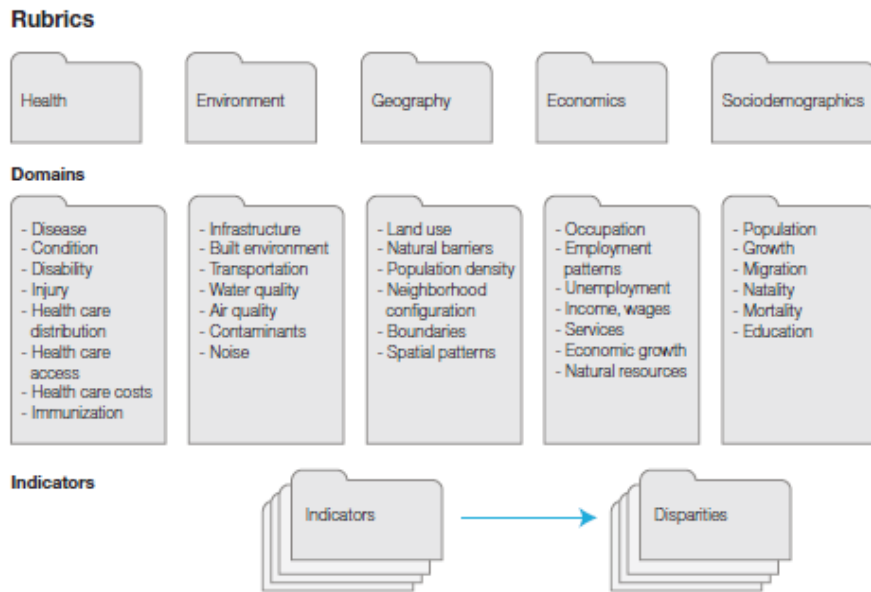 Rubrics
Health
Environment
Geography
Economics
Sociodemographics
Domains
- Disease
- Condition
- Disability
- Injury
- Health care
distribution
- Health care
access
- Health care costs
- Immunization
- Infrastructure
- Built environment
- Transportation
- Water quality
- Air quality
- Contaminants
- Noise
- Land use
- Natural barriers
- Population density
- Neighborhood
configuration
- Boundaries
- Spatial patterns
- Occupation
- Employment
patterns
- Unemployment
- Income, wages
- Services
- Economic growth
- Natural resources
- Population
- Growth
- Migration
- Natality
- Mortality
- Education
Indicators
Indicators
Disparities